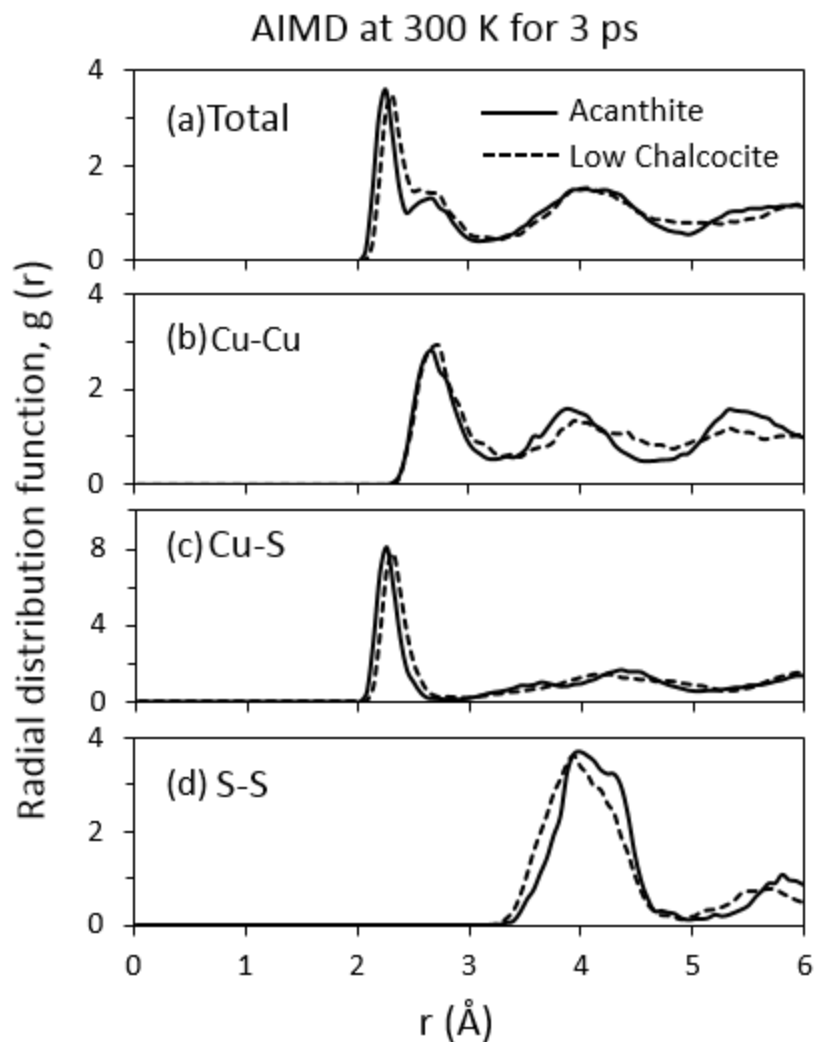 AIMD at 300 K for 3 ps
Radial distribution function, g (r)
4
2
0
(a)Total
Acanthite
Low Chalcocite
4
2
0
(b)Cu-Cu
8
4
0
(c)Cu-S
4
2
0
(d) S-S
0 1 2 3 4 5 6
r (Å)